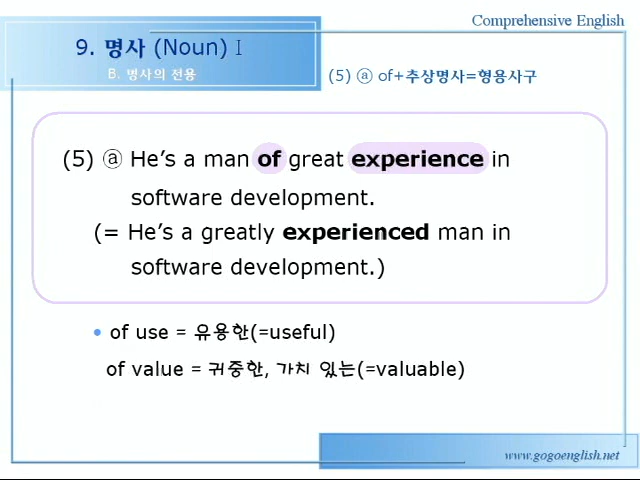 Comprehensive English
9. 명사 (Noun) I
B. 명사의 전용
(5) ⓐ of+추상명사=형용사구
(5) ⓐ He's a man of great experience in
software development.
(= He's a greatly experienced man in
software development.)
• of use = 유용한(=useful)
of value = 귀중한, 가치 있는(=valuable)
www.gogoenglish.net